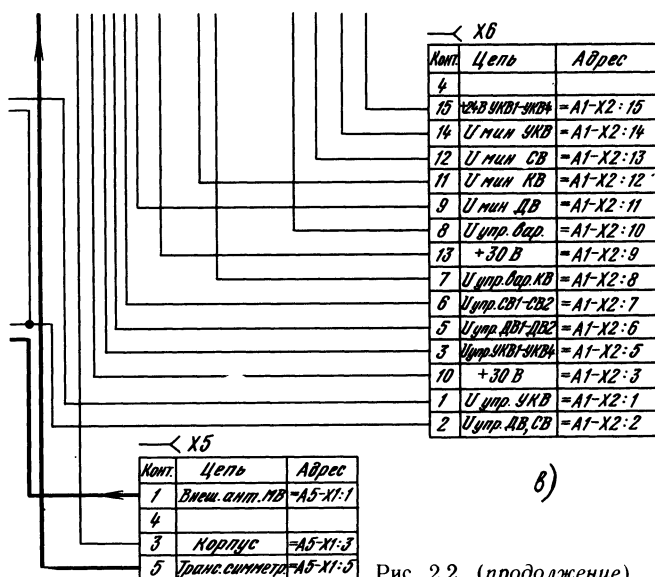 X6
Конт. Цепь Адрес
4
15 +24В УКВ1-УКВ4 =А1-Х2:15
14 U мин УКВ =А1-Х2:14
12 U мин СВ =А1-Х2:13
11 U мин КВ =А1-Х2:12
9 U мин ДВ =А1-Х2:11
8 U упр. вар. =А1-Х2:10
13 +30 В =А1-Х2:9
7 U упр.вар.КВ =А1-Х2:8
6 U упр.СВ1-СВ2 =А1-Х2:7
5 U упр.ДВ1-ДВ2 =А1-Х2:6
3 U упр.УКВ1-УКВ4 =А1-Х2:5
10 +30 В =А1-Х2:3
1 U упр. УКВ =А1-Х2:1
2 U упр. ДВ, СВ =А1-Х2:2
X5
Конт. Цепь Адрес
1 Внеш. ант. МВ =А5-Х1:1
4
3 Корпус =А5-Х1:3
5 Транс.симметр. =А5-Х1:5
в)
Рис. 2.2 (продолжение)